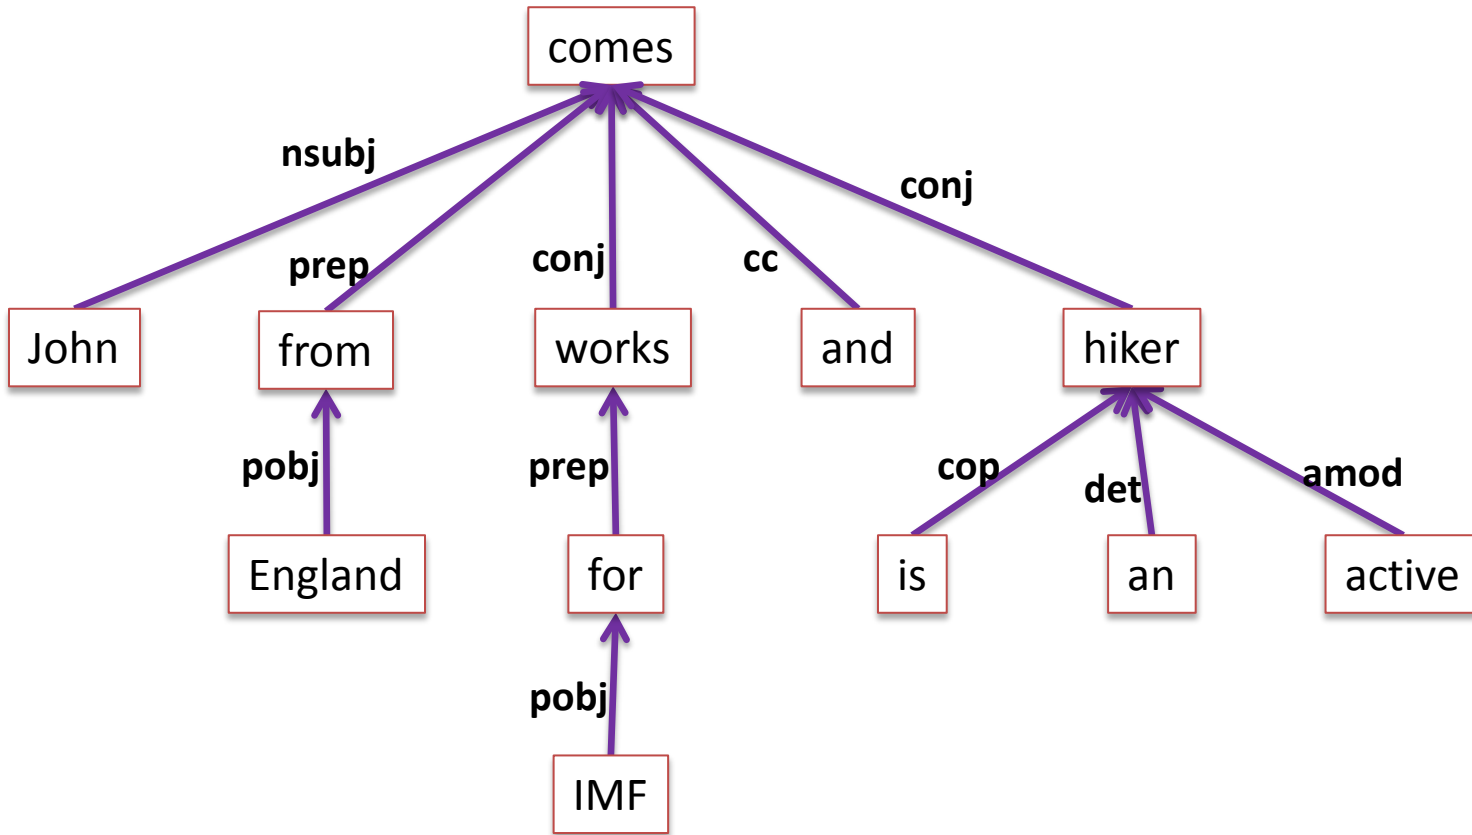 comes
nsubj
conj
prep
conj
cc
John
from
works
and
hiker
pobj
prep
cop
det
amod
England
for
is
an
active
pobj
IMF